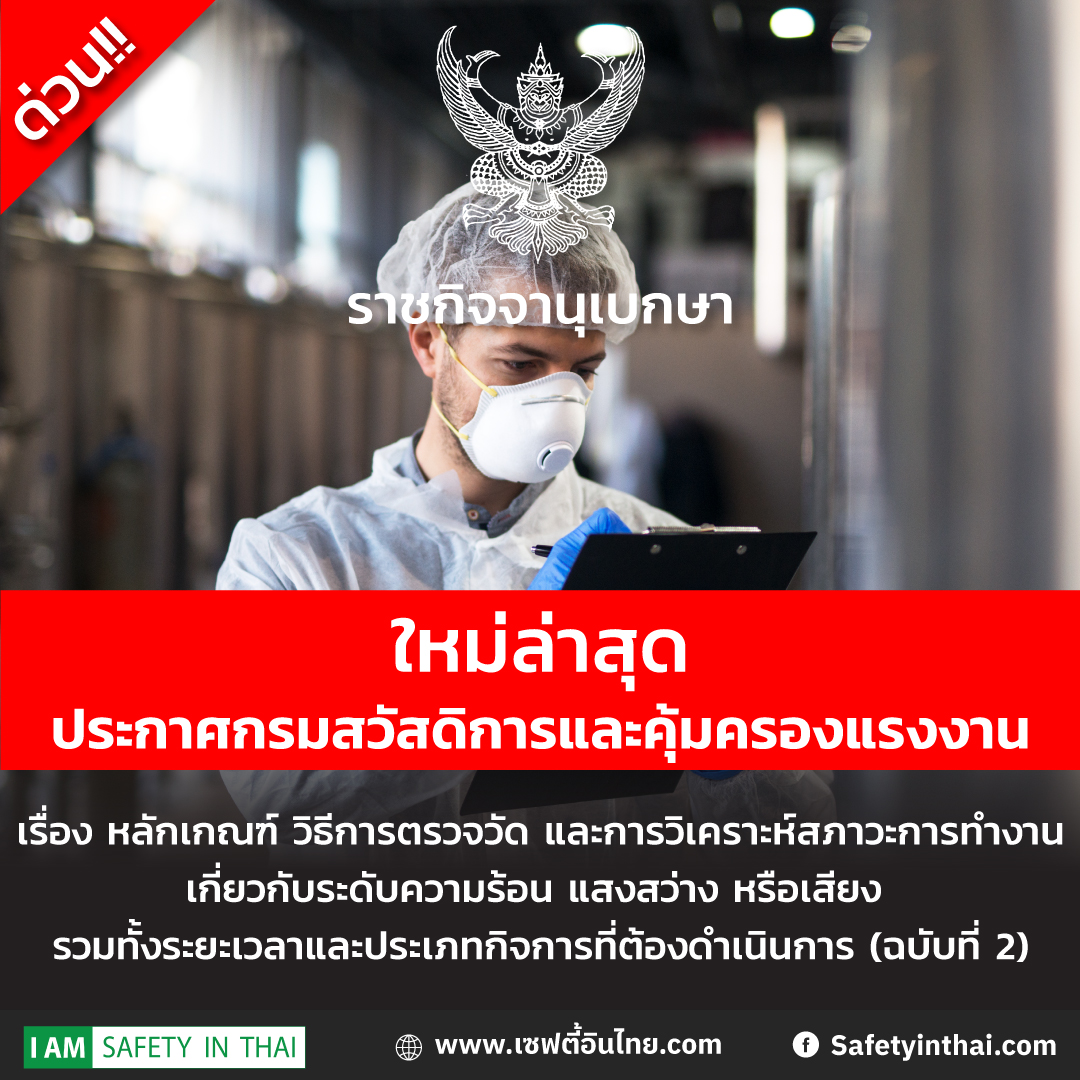 ด่วน!!!
ราชกิจจานุเบกษา
ใหม่ล่าสุด
ประกาศกรมสวัสดิการและคุ้มครองแรงงาน
เรื่อง หลักเกณฑ์ วิธีการตรวจวัด และการวิเคราะห์สภาวะการทำงาน
เกี่ยวกับระดับความร้อน แสงสว่าง หรือเสียง
รวมทั้งระยะเวลาและประเภทกิจการที่ต้องดำเนินการ (ฉบับที่ 2)
I AM SAFETY IN THAI
www.เซฟตี้อินไทย.com
Safetyinthai.com